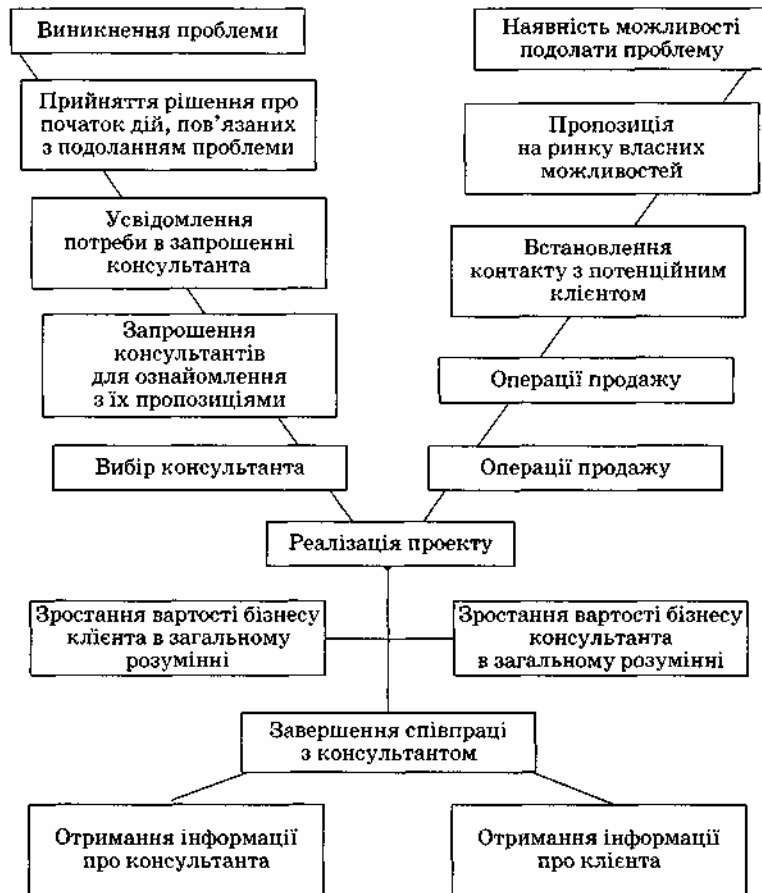 Виникнення проблеми
Наявність можливості
подолати проблему
Прийняття рішення про
початок дій, пов’язаних
з подоланням проблеми
Пропозиція
на ринку власних
можливостей
Усвідомлення
потреби в запрошенні
консультанта
Встановлення
контакту з потенційним
клієнтом
Запрошення
консультантів
для ознайомлення
з їх пропозиціями
Операції продажу
Вибір консультанта
Операції продажу
Реалізація проекту
Зростання вартості бізнесу
клієнта в загальному
розумінні
Зростання вартості бізнесу
консультанта
в загальному розумінні
Завершення співпраці
з консультантом
Отримання інформації
про консультанта
Отримання інформації
про клієнта